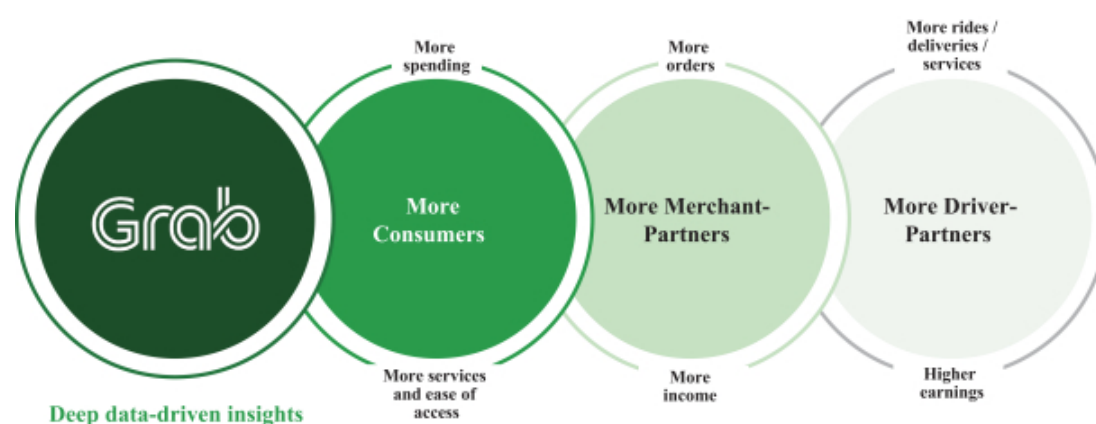 More
spending
More
orders
More rides /
deliveries /
services
Grab
More
Consumers
More Merchant-
Partners
More Driver-
Partners
More services
and ease of
access
More
income
Higher
earnings
Deep data-driven insights